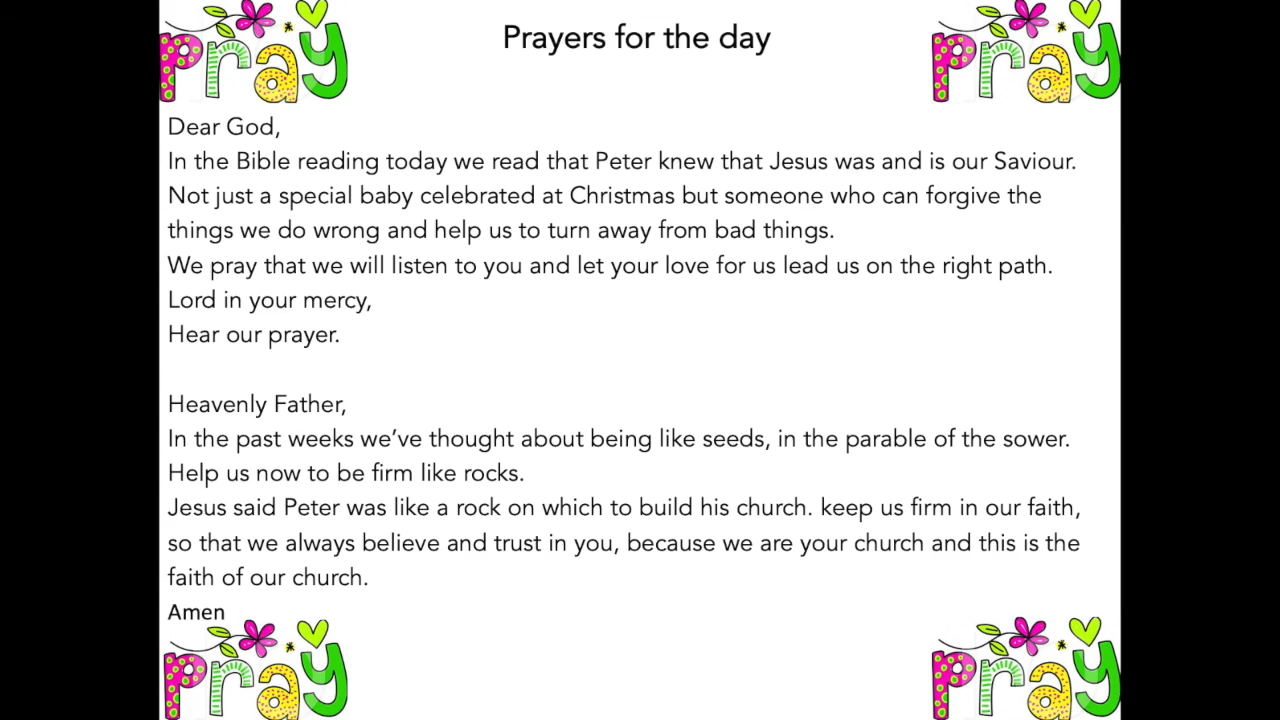 pray
Prayers for the day
pray
Dear God,
In the Bible reading today we read that Peter knew that Jesus was and is our Saviour.
Not just a special baby celebrated at Christmas but someone who can forgive the
things we do wrong and help us to turn away from bad things.
We pray that we will listen to you and let your love for us lead us on the right path.
Lord in your mercy,
Hear our prayer.
Heavenly Father,
In the past weeks we've thought about being like seeds, in the parable of the sower.
Help us now to be firm like rocks.
Jesus said Peter was like a rock on which to build his church. keep us firm in our faith,
so that we always believe and trust in you, because we are your church and this is the
faith of our church.
Amen
pray
pray